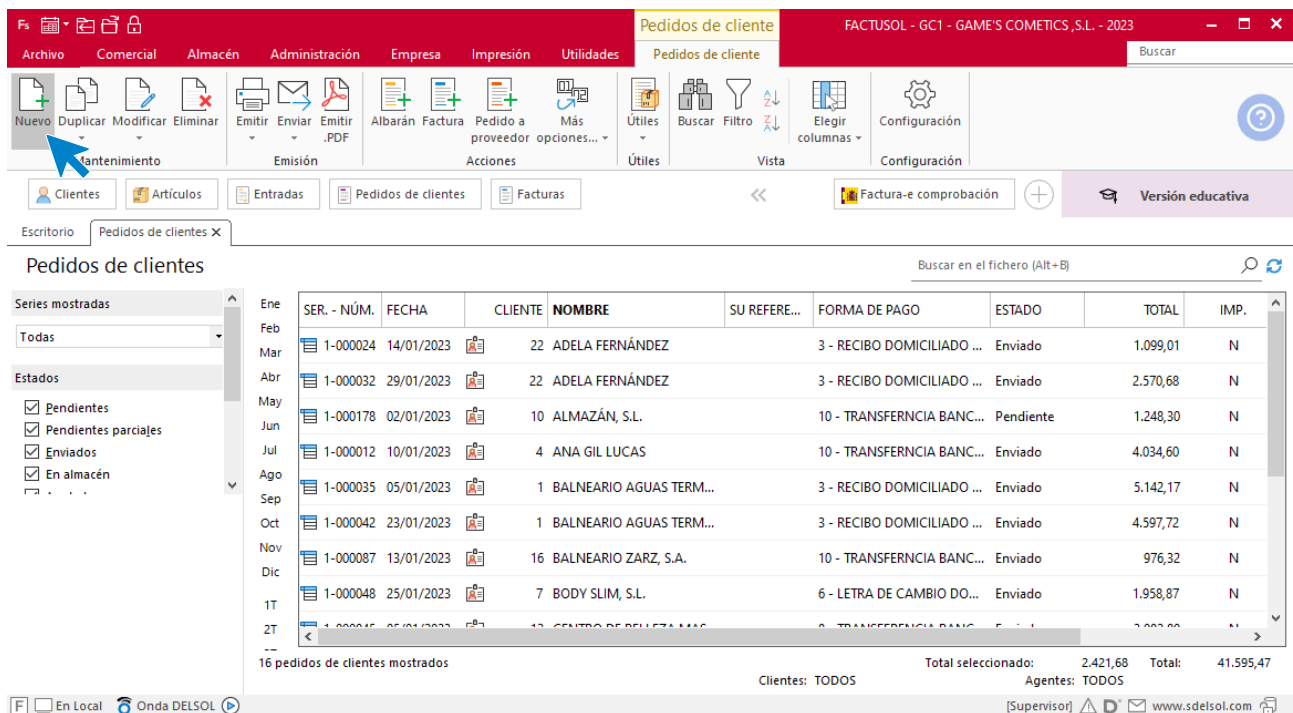 Fs
Pedidos de cliente
FACTUSOL - GC1 - GAME'S COMETICS ,S.L. - 2023
Archivo Comercial Almacén Administración Empresa Impresión Utilidades Pedidos de cliente Buscar
Nuevo Duplicar Modificar Eliminar Emitir Enviar Emitir .PDF Albarán Factura Pedido a proveedor Más opciones... Útiles Buscar Filtro Elegir columnas Configuración
Mantenimiento Emisión Acciones Útiles Vista Configuración
Clientes Artículos Entradas Pedidos de clientes Facturas Factura-e comprobación Versión educativa
Escritorio Pedidos de clientes X
Pedidos de clientes Buscar en el fichero (Alt+B)
Series mostradas
Todas
Estados
Pendientes
Pendientes parciales
Enviados
En almacén
Ene
Feb
Mar
Abr
May
Jun
Jul
Ago
Sep
Oct
Nov
Dic
1T
2T
SER. - NÚM. FECHA CLIENTE NOMBRE SU REFERE... FORMA DE PAGO ESTADO TOTAL IMP.
1-000024 14/01/2023 22 ADELA FERNÁNDEZ 3 - RECIBO DOMICILIADO ... Enviado 1.099,01 N
1-000032 29/01/2023 22 ADELA FERNÁNDEZ 3 - RECIBO DOMICILIADO ... Enviado 2.570,68 N
1-000178 02/01/2023 10 ALMAZÁN, S.L. 10 - TRANSFERNCIA BANC... Pendiente 1.248,30 N
1-000012 10/01/2023 4 ANA GIL LUCAS 10 - TRANSFERNCIA BANC... Enviado 4.034,60 N
1-000035 05/01/2023 1 BALNEARIO AGUAS TERM... 3 - RECIBO DOMICILIADO ... Enviado 5.142,17 N
1-000042 23/01/2023 1 BALNEARIO AGUAS TERM... 3 - RECIBO DOMICILIADO ... Enviado 4.597,72 N
1-000087 13/01/2023 16 BALNEARIO ZARZ, S.A. 10 - TRANSFERNCIA BANC... Enviado 976,32 N
1-000048 25/01/2023 7 BODY SLIM, S.L. 6 - LETRA DE CAMBIO DO... Enviado 1.958,87 N
16 pedidos de clientes mostrados Total seleccionado: 2.421,68 Total: 41.595,47
Clientes: TODOS Agentes: TODOS
F En Local Onda DELSOL [Supervisor] D www.sdelsol.com